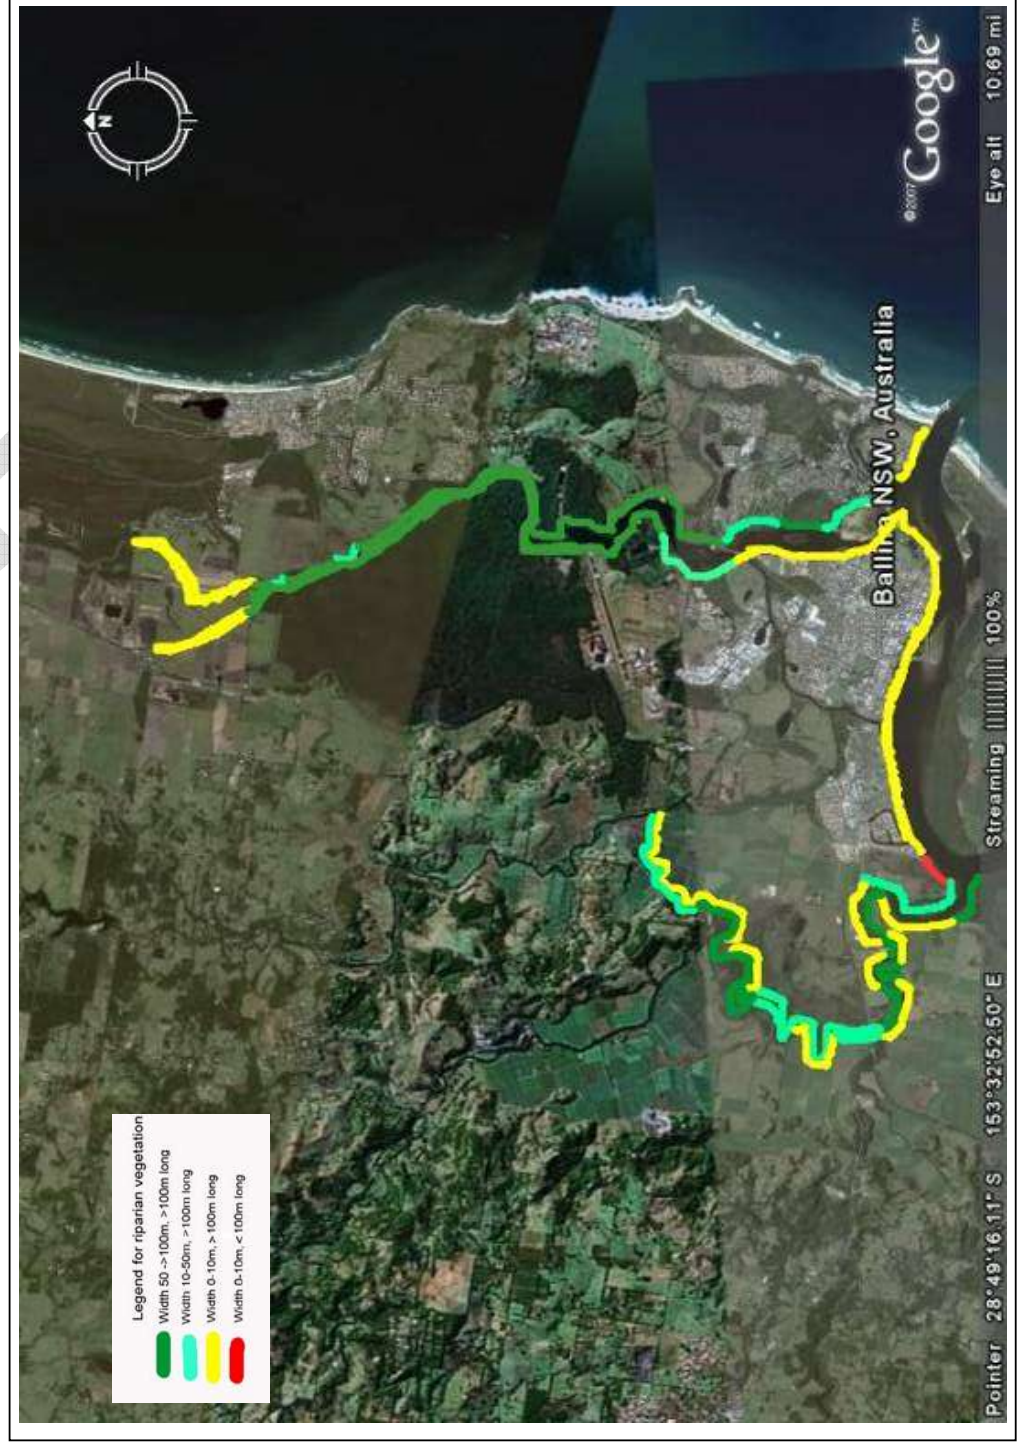 N
Legend for riparian vegetation
Width 50 ->100m, >100m long
Width 10-50m, >100m long
Width 0-10m, >100m long
Width 0-10m, < 100m long
Ballina NSW, Australia
©2007 Google™
Pointer 28°49'16.11" S 153°32'52.50" E Streaming |||||||||| 100% Eye alt 10.69 mi